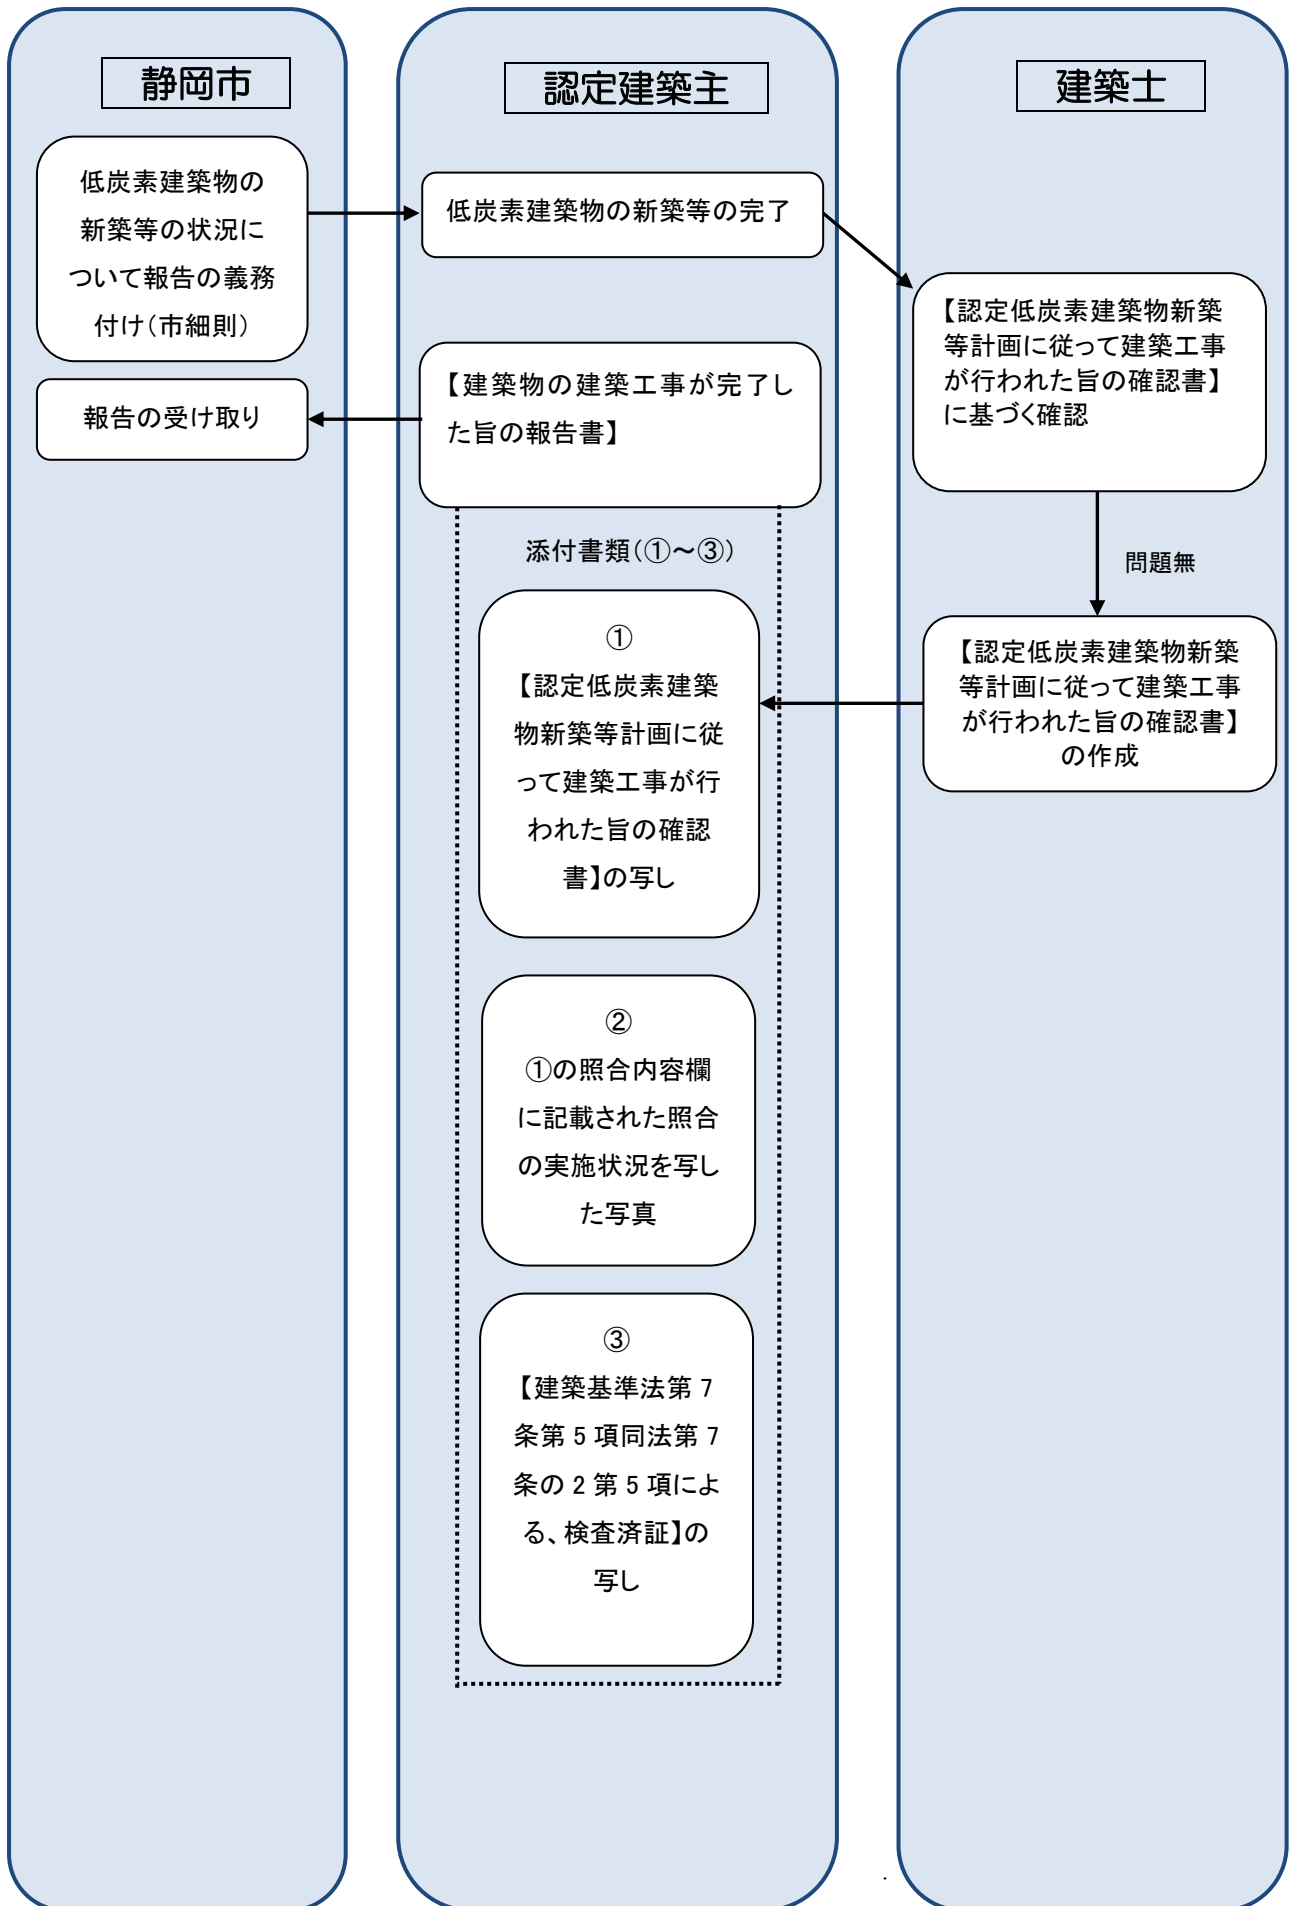 静岡市
低炭素建築物の
新築等の状況に
ついて報告の義務
付け（市細則）
報告の受け取り
認定建築主
低炭素建築物の新築等の完了
【建築物の建築工事が完了し
た旨の報告書】
添付書類（①～③）
①
【認定低炭素建築
物新築等計画に従
って建築工事が行
われた旨の確認
書】の写し
②
①の照合内容欄
に記載された照合
の実施状況を写し
た写真
③
【建築基準法第 7
条第 5 項同法第 7
条の 2 第 5 項によ
る、検査済証】の
写し
建築士
【認定低炭素建築物新築
等計画に従って建築工事
が行われた旨の確認書】
に基づく確認
問題無
【認定低炭素建築物新築
等計画に従って建築工事
が行われた旨の確認書】
の作成